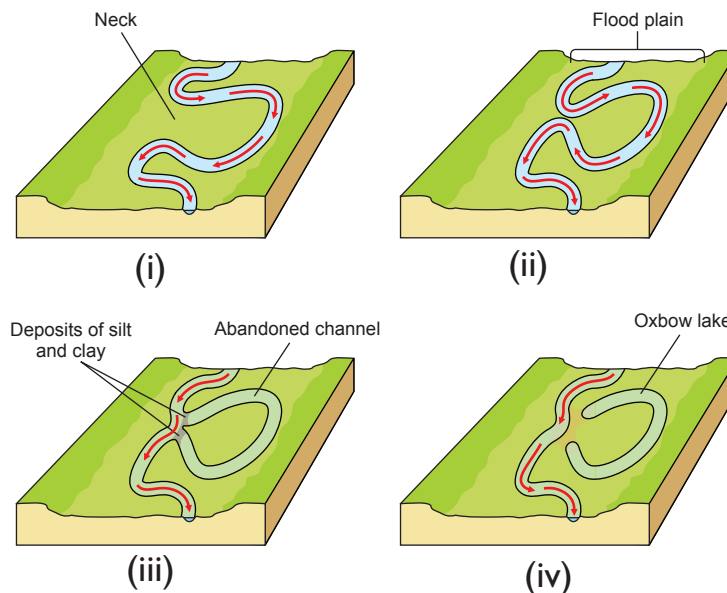 Neck
Flood plain
(i)
(ii)
Deposits of silt
and clay
Abandoned channel
Oxbow lake
(iii)
(iv)